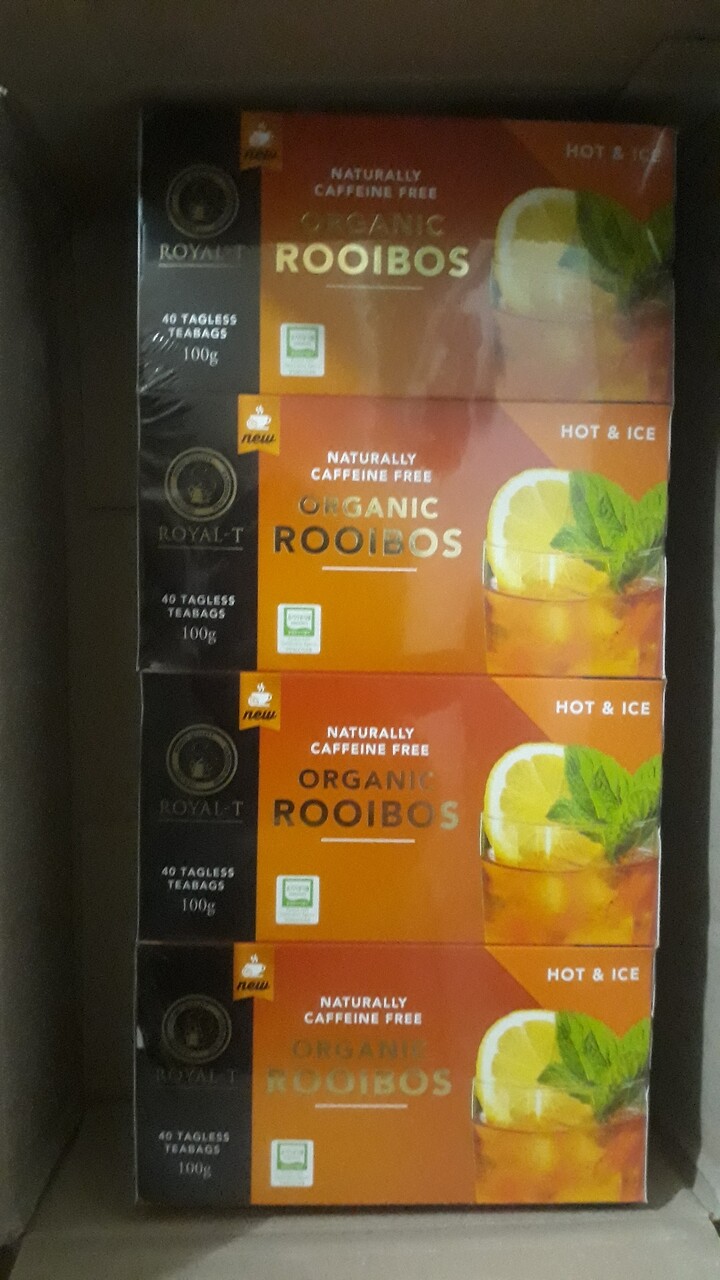 new
HOT & ICE
NATURALLY
CAFFEINE FREE
ORGANIC
ROOIBOS
ROYAL-T
40 TAGLESS
TEABAGS
100g
new
HOT & ICE
NATURALLY
CAFFEINE FREE
ORGANIC
ROOIBOS
ROYAL-T
40 TAGLESS
TEABAGS
100g
new
HOT & ICE
NATURALLY
CAFFEINE FREE
ORGANIC
ROOIBOS
ROYAL-T
40 TAGLESS
TEABAGS
100g
new
HOT & ICE
NATURALLY
CAFFEINE FREE
ORGANIC
ROOIBOS
ROYAL-T
40 TAGLESS
TEABAGS
100g